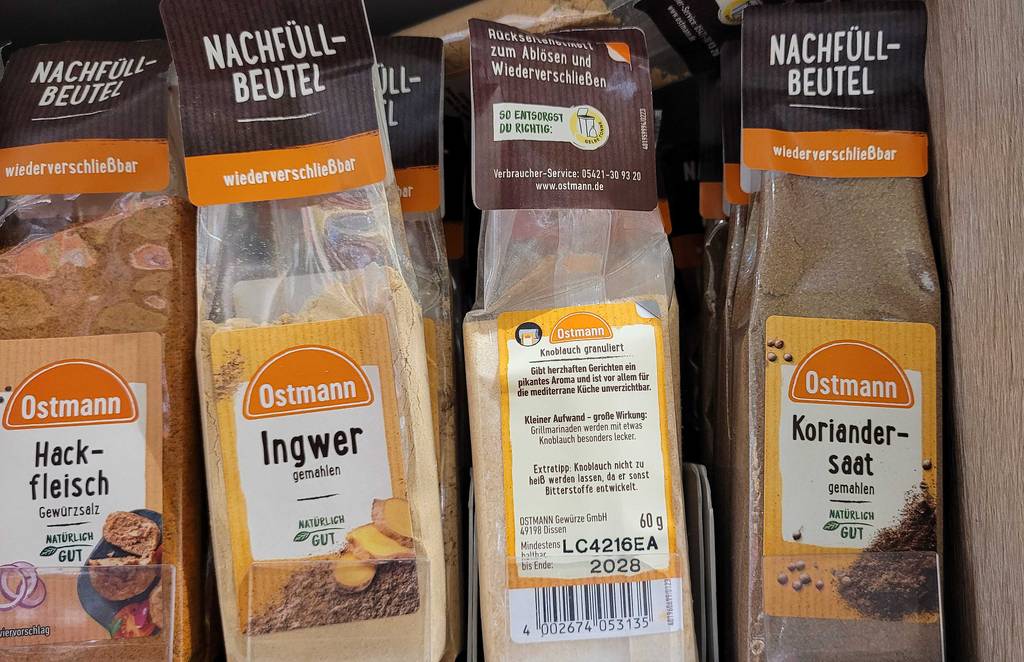 NACHFÜLL-
BEUTEL
wiederverschließbar
Ostmann
Hack-
fleisch
Gewürzsalz
NATÜRLICH
GUT
NACHFÜLL-
BEUTEL
wiederverschließbar
Ostmann
Ingwer
gemahlen
NATÜRLICH
GUT
ÜLL-
EL
bar
zum Ablösen und
Wiederverschließen
SO ENTSORGST
DU RICHTIG:
Verbraucher-Service: 05421-30 93 20
www.ostmann.de
Ostmann
Knoblauch granuliert
Gibt herzhaften Gerichten ein
pikantes Aroma und ist vor allem für
die mediterrane Küche unverzichtbar.
Kleiner Aufwand – große Wirkung:
Grillmarinaden werden mit etwas
Knoblauch besonders lecker.
Extratipp: Knoblauch nicht zu
heiß werden lassen, da er sonst
Bitterstoffe entwickelt.
OSTMANN Gewürze GmbH
49198 Dissen
60 g
Mindestens
haltbar
bis Ende:
LC4216EA
2028
4 002674 053135
NACHFÜLL-
BEUTEL
wiederverschließbar
Ostmann
Koriander-
saat
gemahlen
NATÜRLICH
GUT